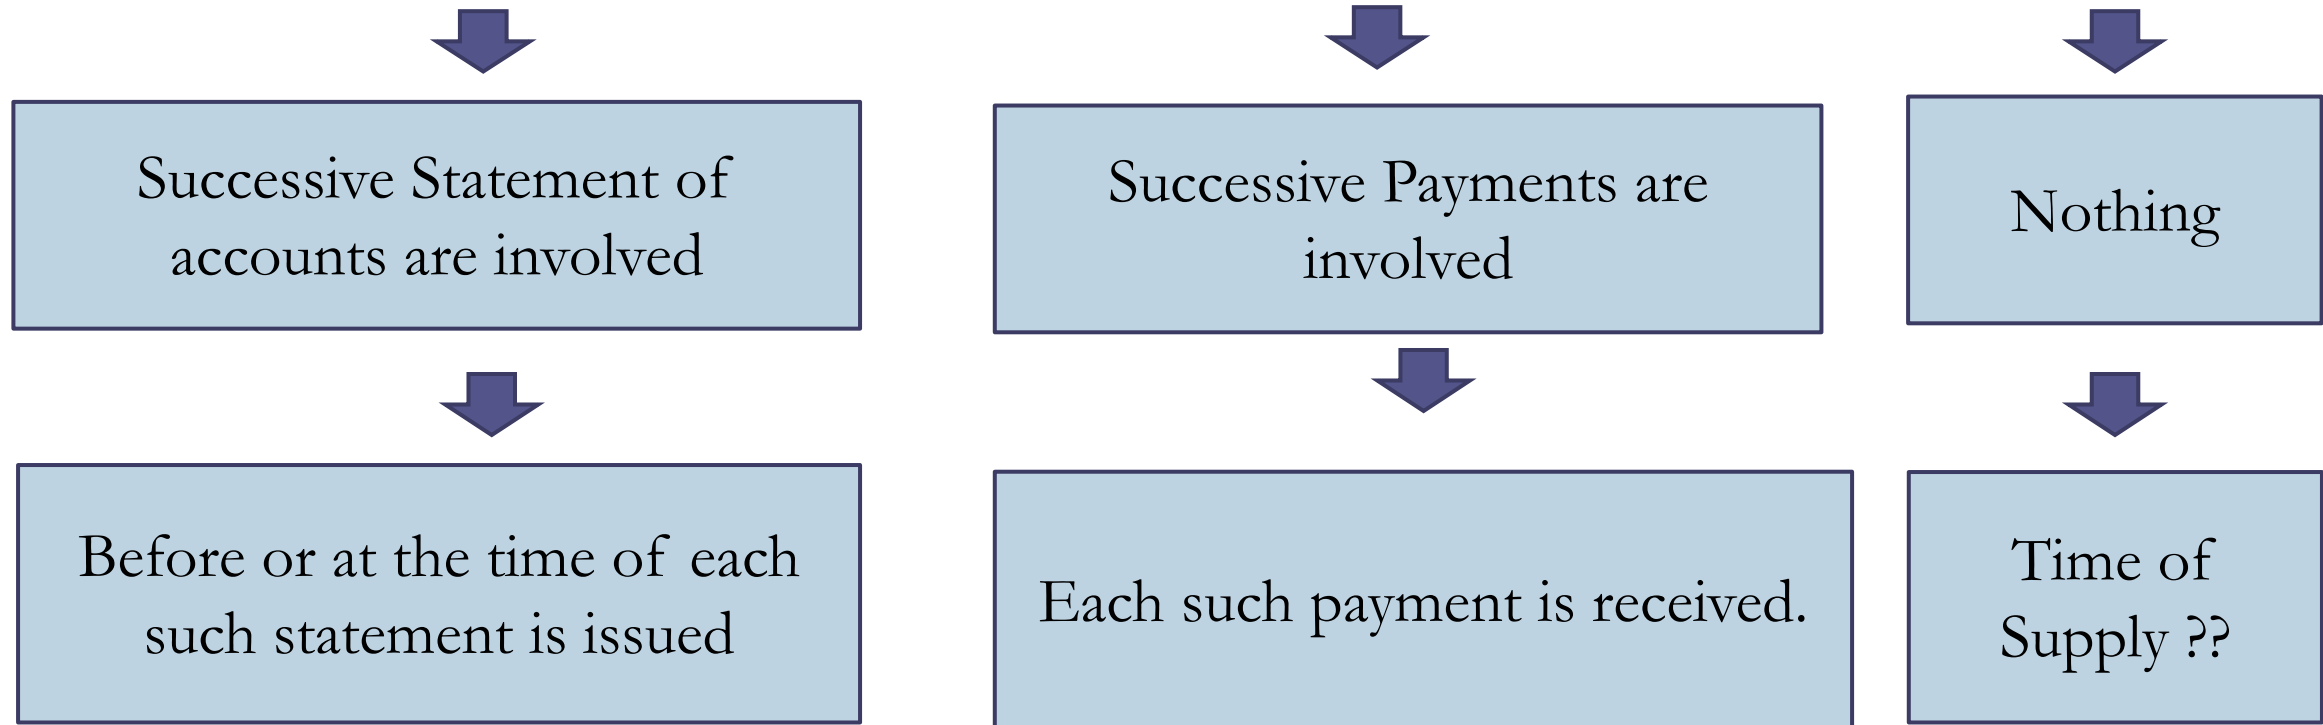 Successive Statement of
accounts are involved
Successive Payments are
involved
Nothing
Before or at the time of each
such statement is issued
Each such payment is received.
Time of
Supply ??